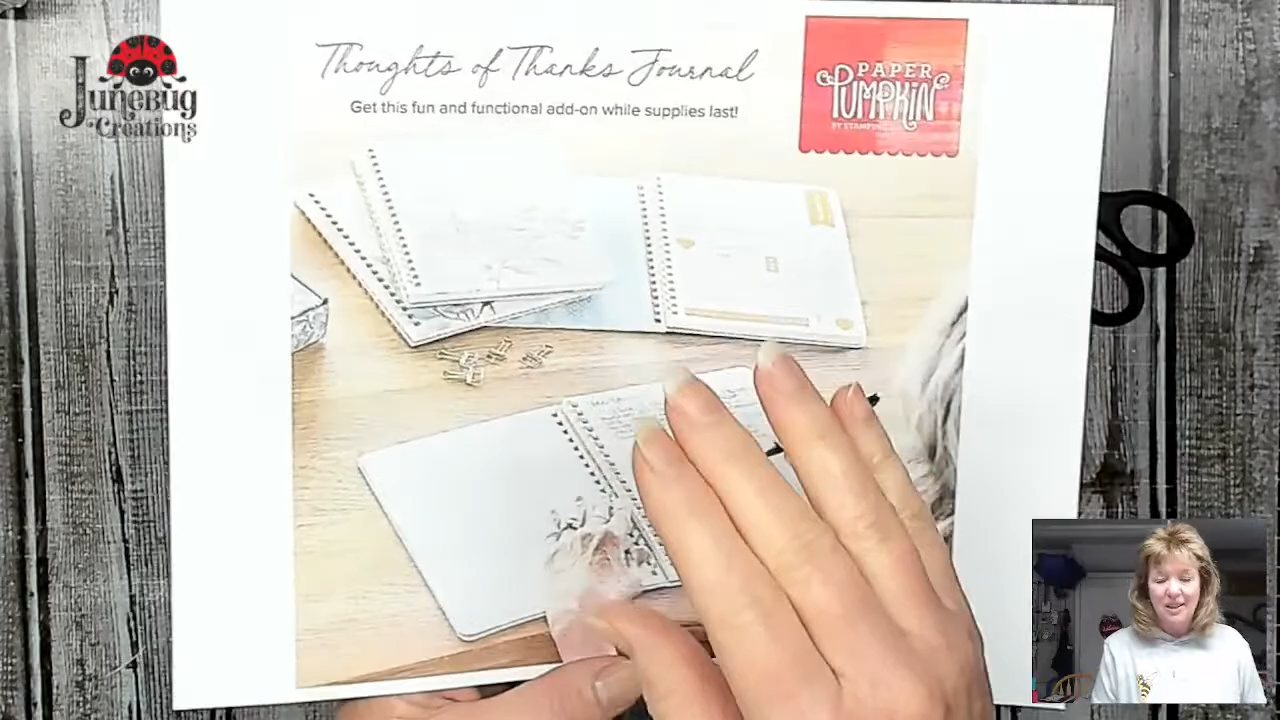 JUNEBUG
Creations
Thoughts of Thanks Journal
Get this fun and functional add-on while supplies last!
PAPER
PUMPKIN